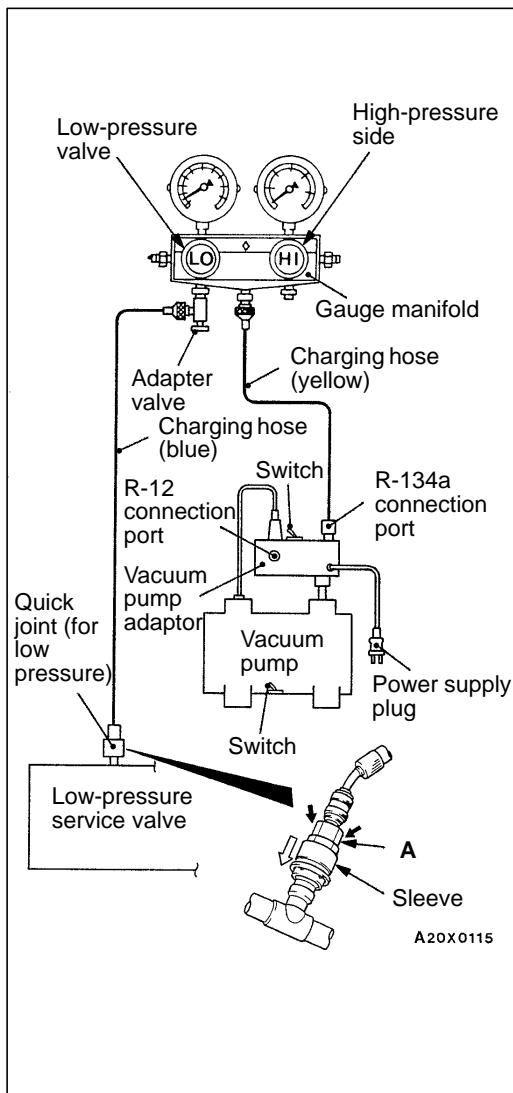 Low-pressure
valve
High-pressure
side
LO
HI
Gauge manifold
Adapter
valve
Charging hose
(yellow)
Charging hose
(blue)
Switch
R-12
connection
port
R-134a
connection
port
Vacuum
pump
adaptor
Quick
joint (for
low
pressure)
Vacuum
pump
Power supply
plug
Switch
Low-pressure
service valve
A
Sleeve
A20X0115